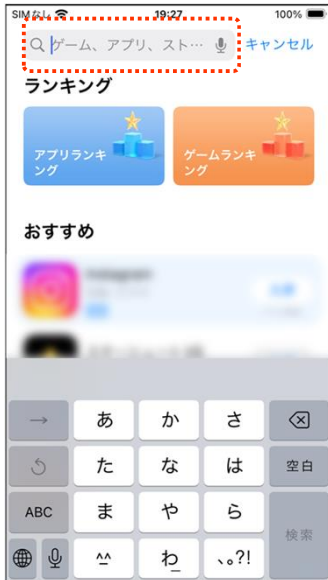 SIMなし 19:27 100%
ゲーム、アプリ、スト… キャンセル
ランキング
アプリランキ
ング
ゲームランキ
ング
おすすめ
→ あ か さ
た な は 空白
ABC ま や ら
検索
^^ わ_ 、。?!